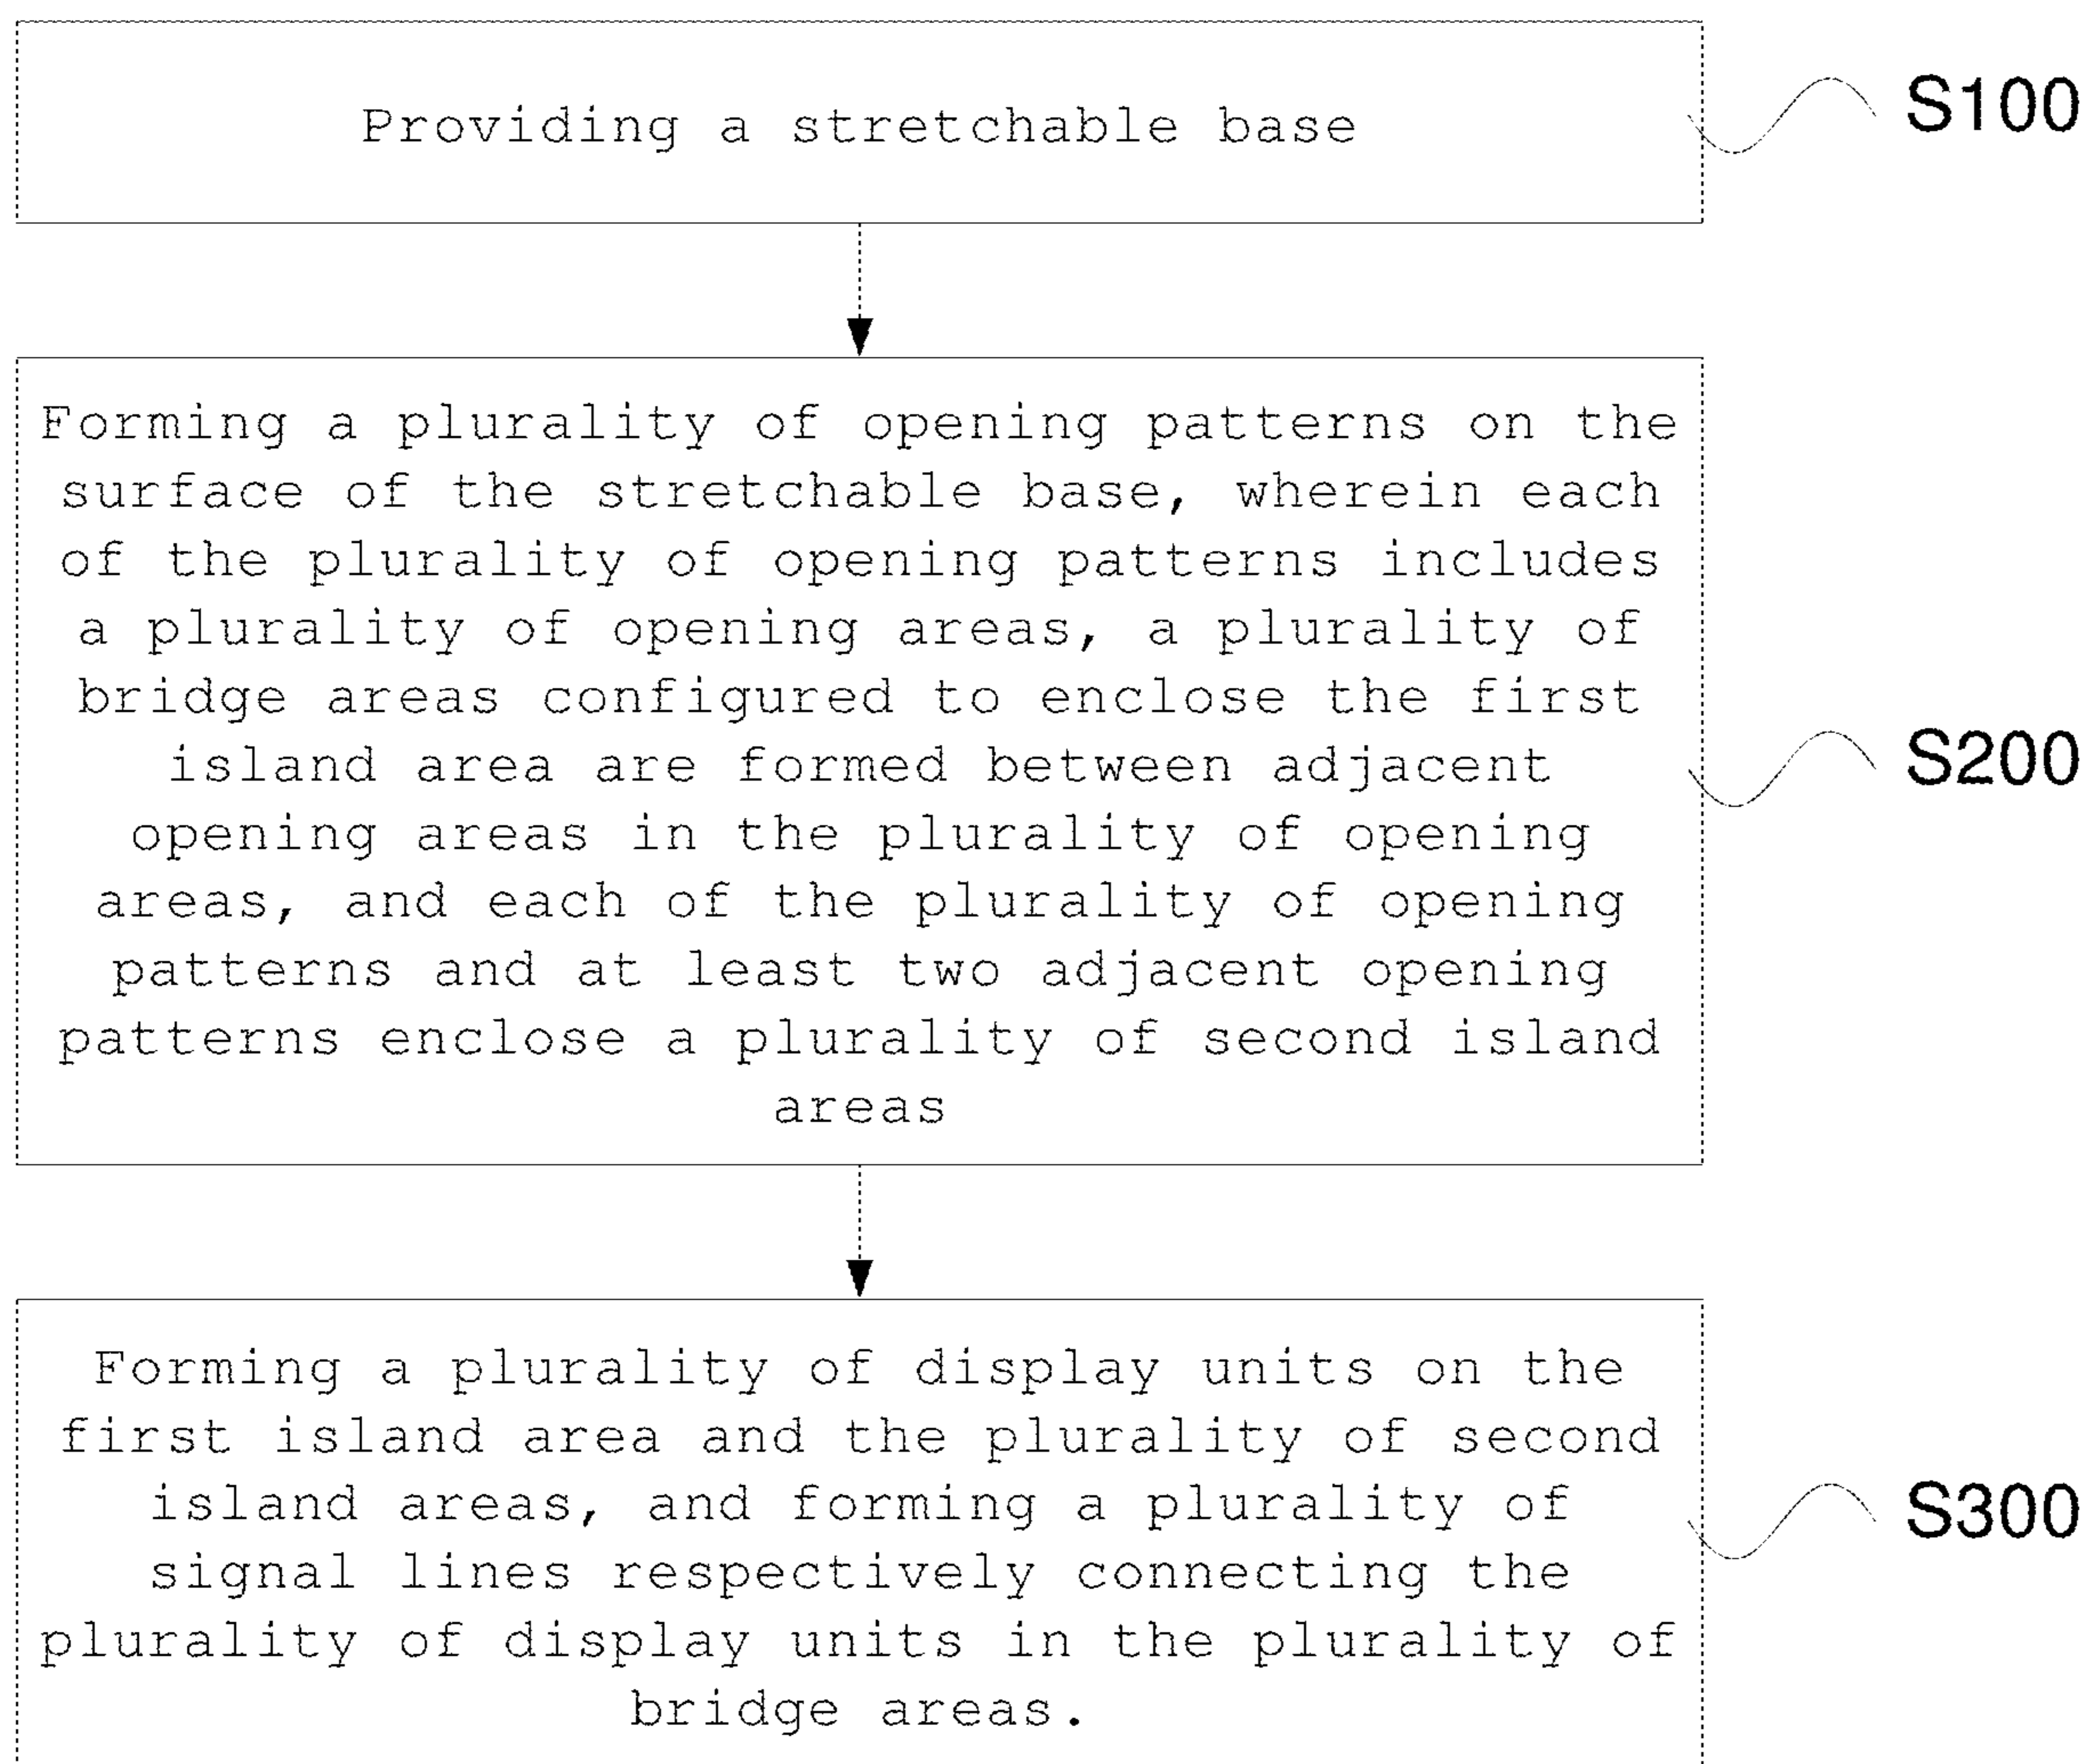 Providing a stretchable base
S100
Forming a plurality of opening patterns on the
surface of the stretchable base, wherein each
of the plurality of opening patterns includes
a plurality of opening areas, a plurality of
bridge areas configured to enclose the first
island area are formed between adjacent
opening areas in the plurality of opening
areas, and each of the plurality of opening
patterns and at least two adjacent opening
patterns enclose a plurality of second island
areas
S200
Forming a plurality of display units on the
first island area and the plurality of second
island areas, and forming a plurality of
signal lines respectively connecting the
plurality of display units in the plurality of
bridge areas.
S300